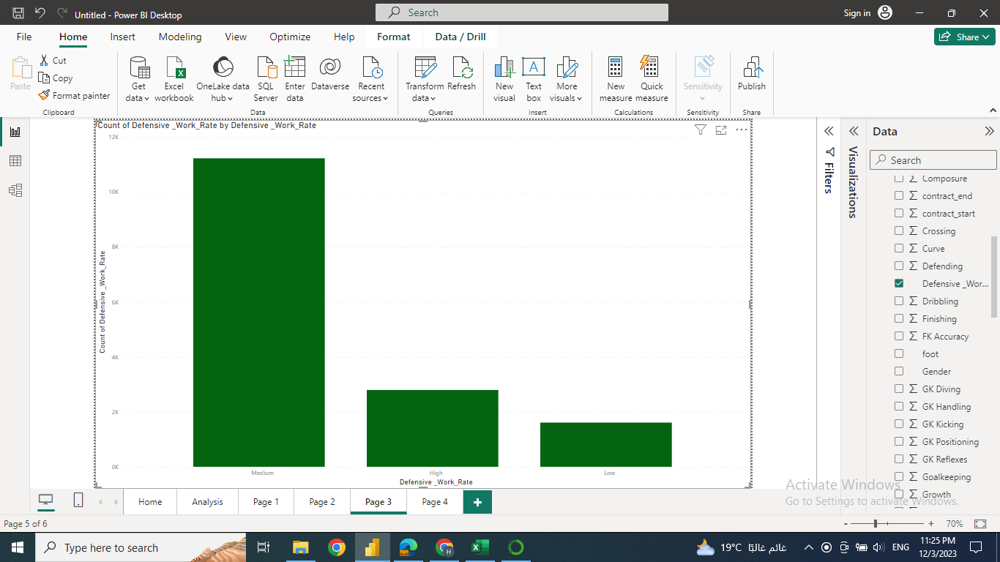 Untitled - Power BI Desktop
Search
Sign in
File
Home
Insert
Modeling
View
Optimize
Help
Format
Data / Drill
Share
Paste
Cut
Copy
Format painter
Clipboard
Get
data
Excel
workbook
OneLake data
hub
SQL
Server
Enter
data
Dataverse
Recent
sources
Data
Transform
data
Refresh
Queries
New
visual
Text
box
More
visuals
Insert
New
measure
Quick
measure
Calculations
Sensitivity
Sensitivity
Publish
Share
Count of Defensive _Work_Rate by Defensive _Work_Rate
12K
10K
8K
6K
4K
2K
0K
Count of Defensive _Work_Rate
Medium
High
Low
Defensive _Work_Rate
Filters
Visualizations
Data
Search
Composure
contract_end
contract_start
Crossing
Curve
Defending
Defensive _Wor...
Dribbling
Finishing
FK Accuracy
foot
Gender
GK Diving
GK Handling
GK Kicking
GK Positioning
GK Reflexes
Goalkeeping
Growth
Activate Windows
Go to Settings to activate Windows.
Home
Analysis
Page 1
Page 2
Page 3
Page 4
Page 5 of 6
- + 70%
Type here to search
19°C غائم غالبًا
ENG
11:25 PM
12/3/2023